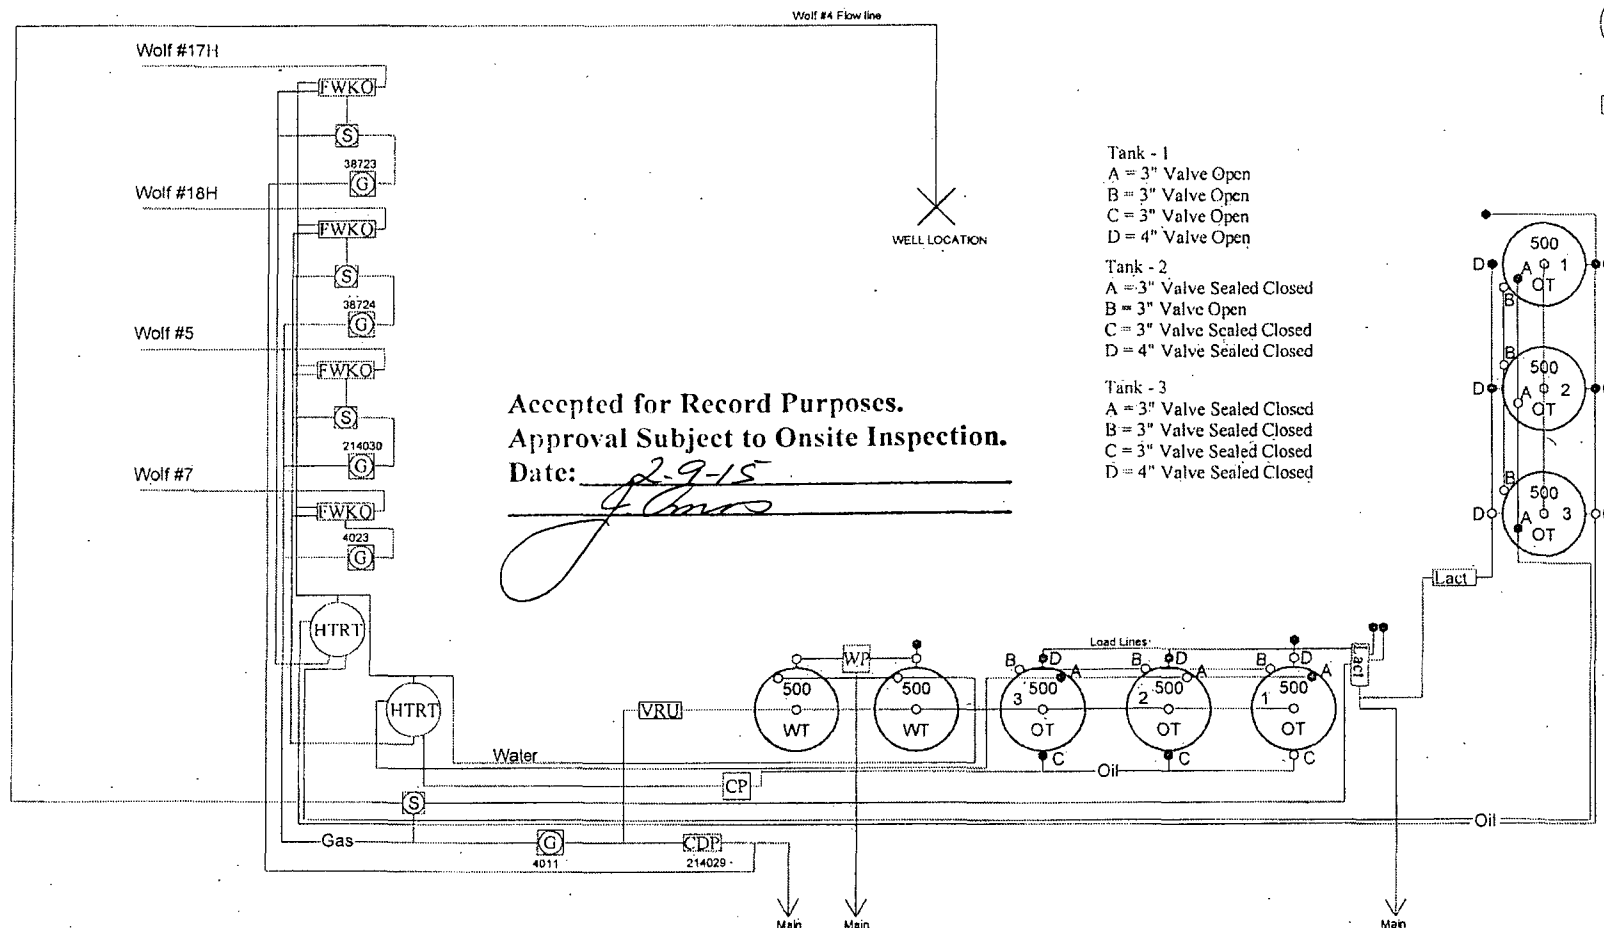 Wolf #4 Flow line
Wolf #17H
FWKO
S
38723
G
Wolf #18H
FWKO
S
38724
G
Wolf #5
FWKO
S
214030
G
Wolf #7
FWKO
4023
G
HTRT
HTRT
WELL LOCATION
Tank - 1
A = 3" Valve Open
B = 3" Valve Open
C = 3" Valve Open
D = 4" Valve Open
Tank - 2
A = 3" Valve Sealed Closed
B = 3" Valve Open
C = 3" Valve Sealed Closed
D = 4" Valve Sealed Closed
Tank - 3
A = 3" Valve Sealed Closed
B = 3" Valve Sealed Closed
C = 3" Valve Sealed Closed
D = 4" Valve Sealed Closed
Accepted for Record Purposes.
Approval Subject to Onsite Inspection.
Date: 2-9-15
500
D A 1
OT
B
B
500
D A 2
OT
B
500
D A 3
OT
Lact
Load Lines
Lact
WP
B D A
B D A
B D A
500
WT
500
WT
500
3
OT
C
500
2
OT
C
500
1
OT
C
VRU
Water
CP
Oil
S
Oil
Gas
G
4011
CDP
214029
Main
Main
Main